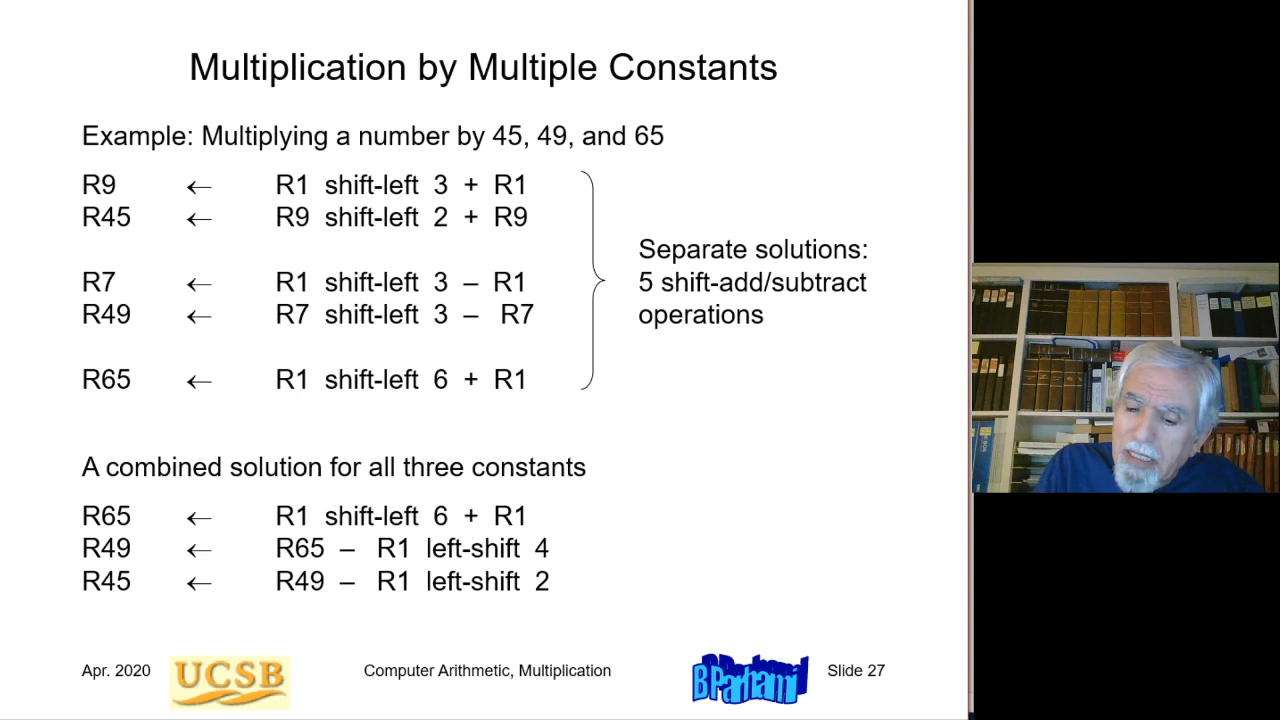 Multiplication by Multiple Constants
Example: Multiplying a number by 45, 49, and 65
R9 ← R1 shift-left 3 + R1
R45 ← R9 shift-left 2 + R9
R7 ← R1 shift-left 3 – R1
R49 ← R7 shift-left 3 – R7
R65 ← R1 shift-left 6 + R1
Separate solutions:
5 shift-add/subtract
operations
A combined solution for all three constants
R65 ← R1 shift-left 6 + R1
R49 ← R65 – R1 left-shift 4
R45 ← R49 – R1 left-shift 2
Apr. 2020
UCSB
Computer Arithmetic, Multiplication
B Parhami
Slide 27